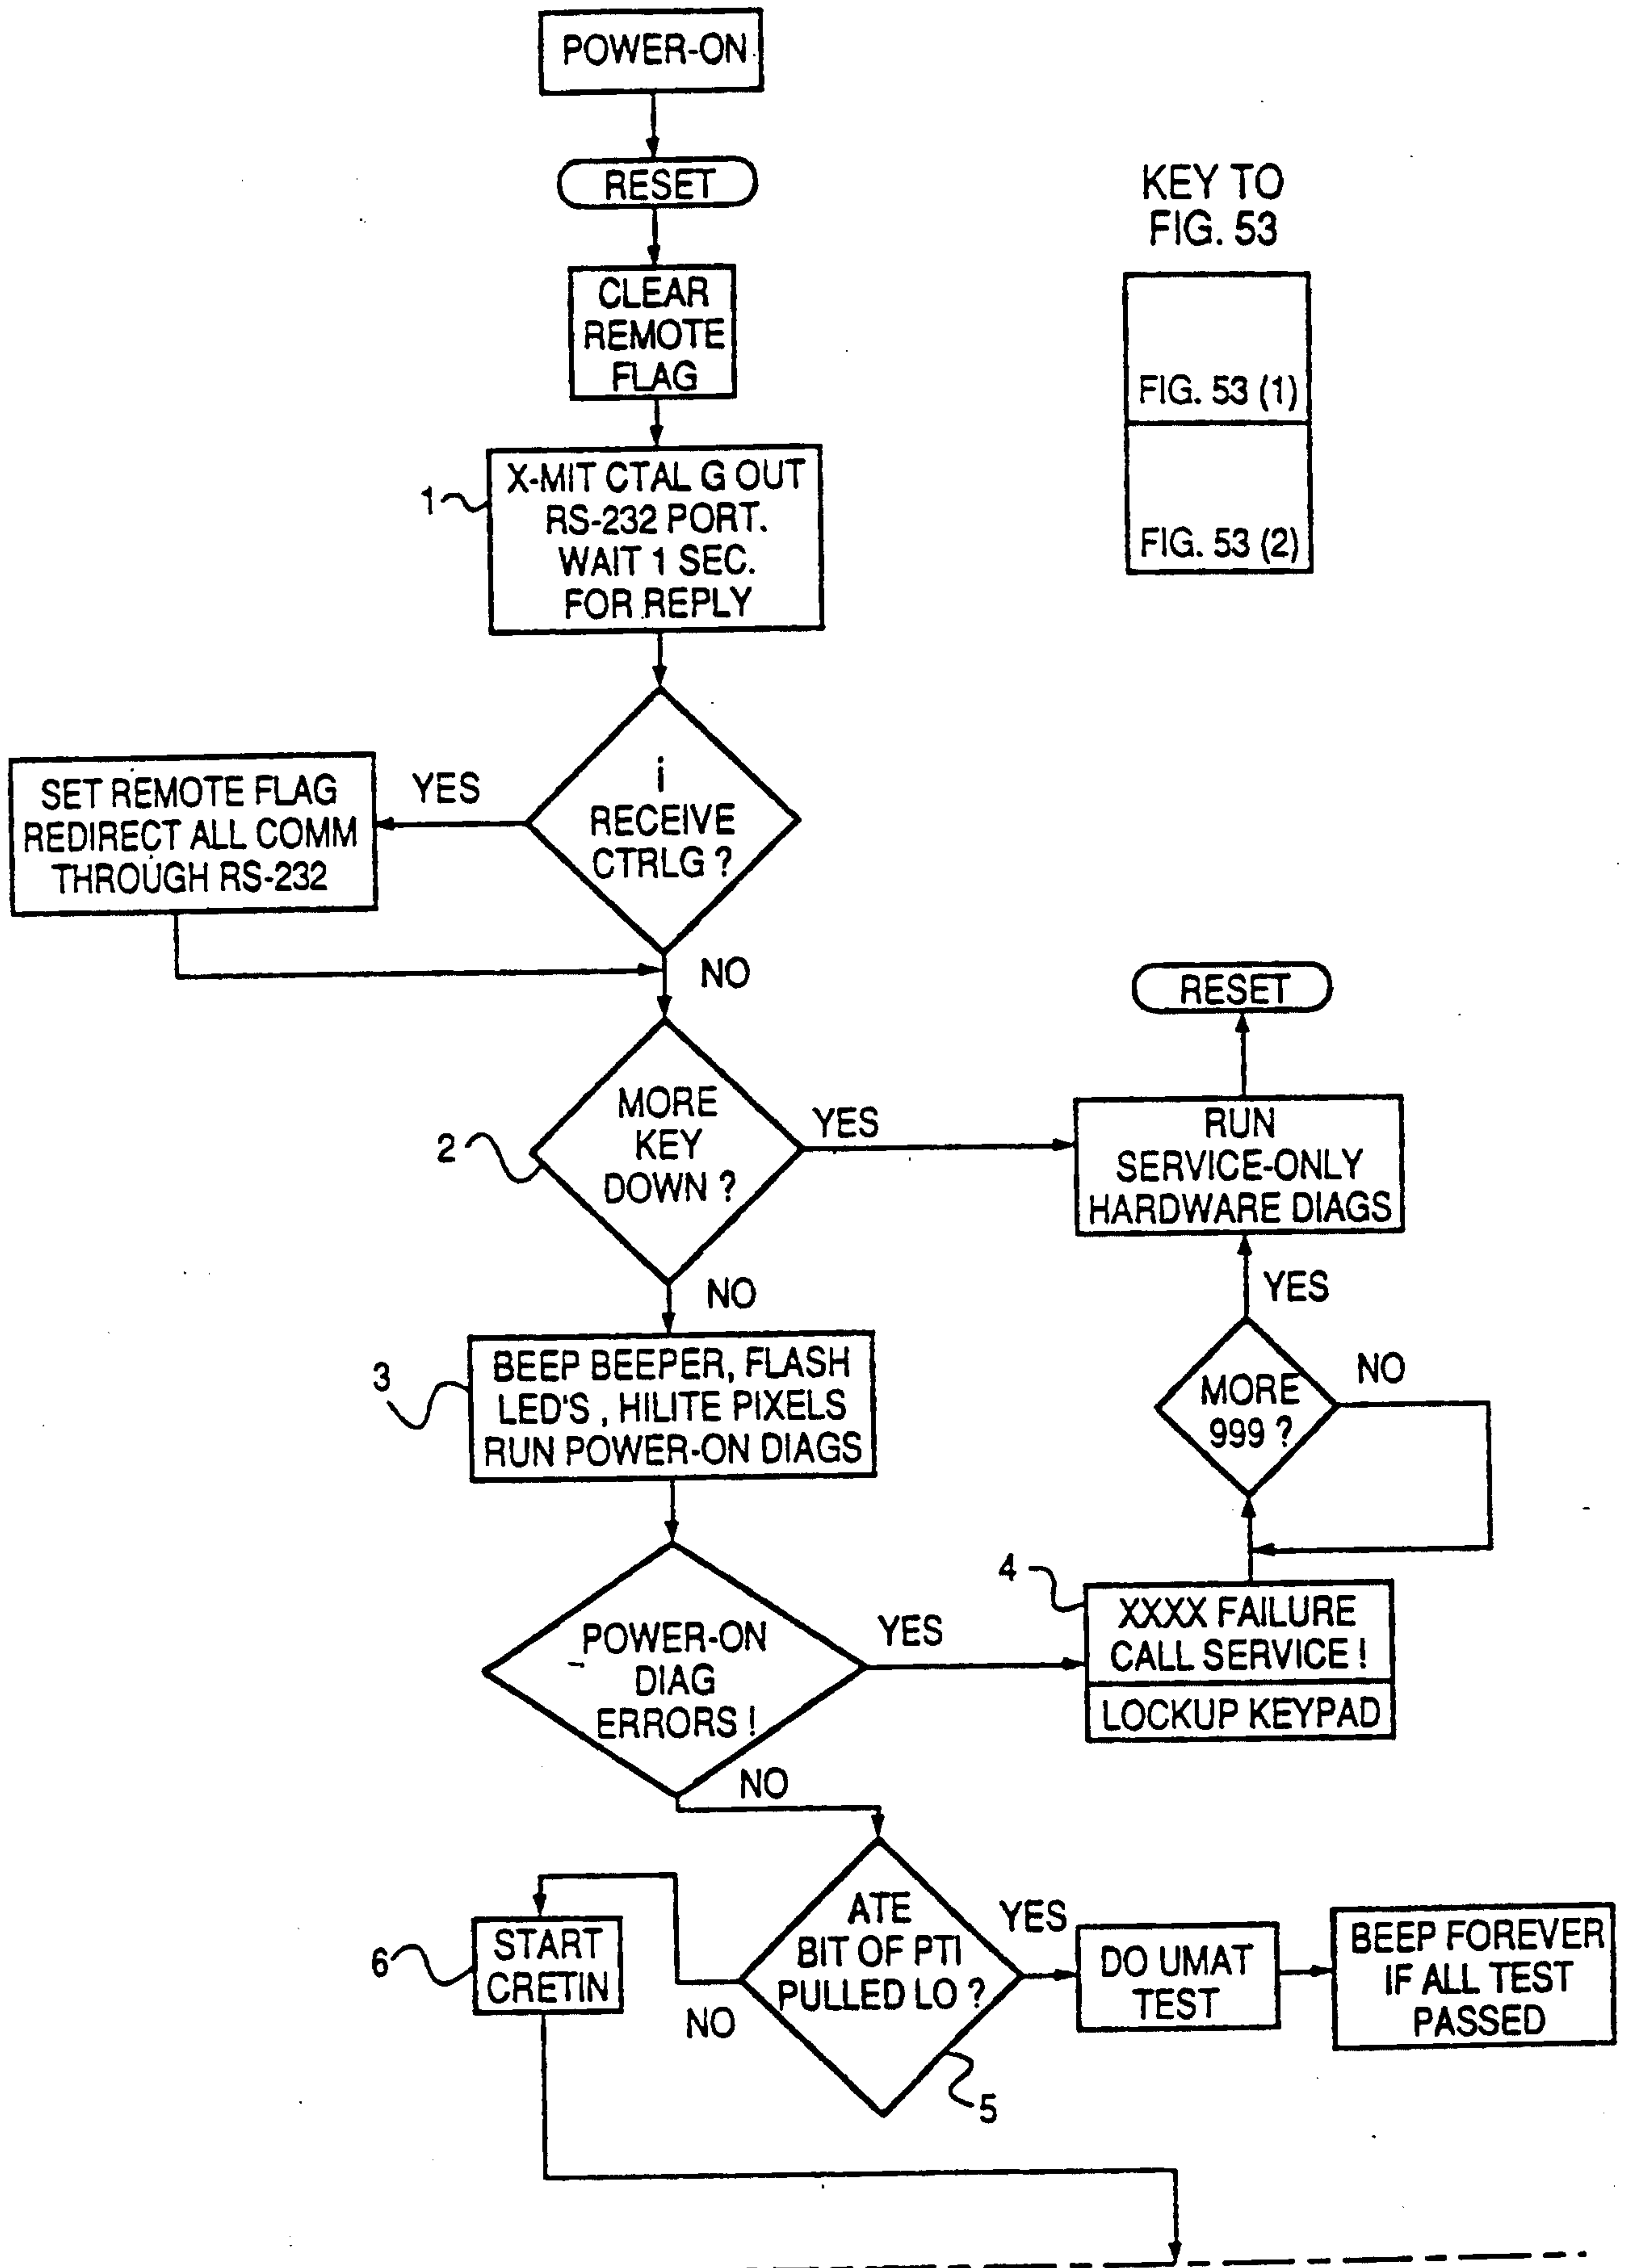 POWER-ON
RESET
KEY TO
FIG. 53
FIG. 53 (1)
FIG. 53 (2)
CLEAR
REMOTE
FLAG
1
X-MIT CTAL G OUT
RS-232 PORT.
WAIT 1 SEC.
FOR REPLY
i
RECEIVE
CTRLG ?
YES
SET REMOTE FLAG
REDIRECT ALL COMM
THROUGH RS-232
NO
2
MORE
KEY
DOWN ?
YES
RESET
RUN
SERVICE-ONLY
HARDWARE DIAGS
YES
NO
MORE
999 ?
NO
3
BEEP BEEPER, FLASH
LED'S , HILITE PIXELS
RUN POWER-ON DIAGS
POWER-ON
DIAG
ERRORS !
YES
4
XXXX FAILURE
CALL SERVICE !
LOCKUP KEYPAD
NO
ATE
BIT OF PTI
PULLED LO ?
5
YES
DO UMAT
TEST
BEEP FOREVER
IF ALL TEST
PASSED
NO
6
START
CRETIN